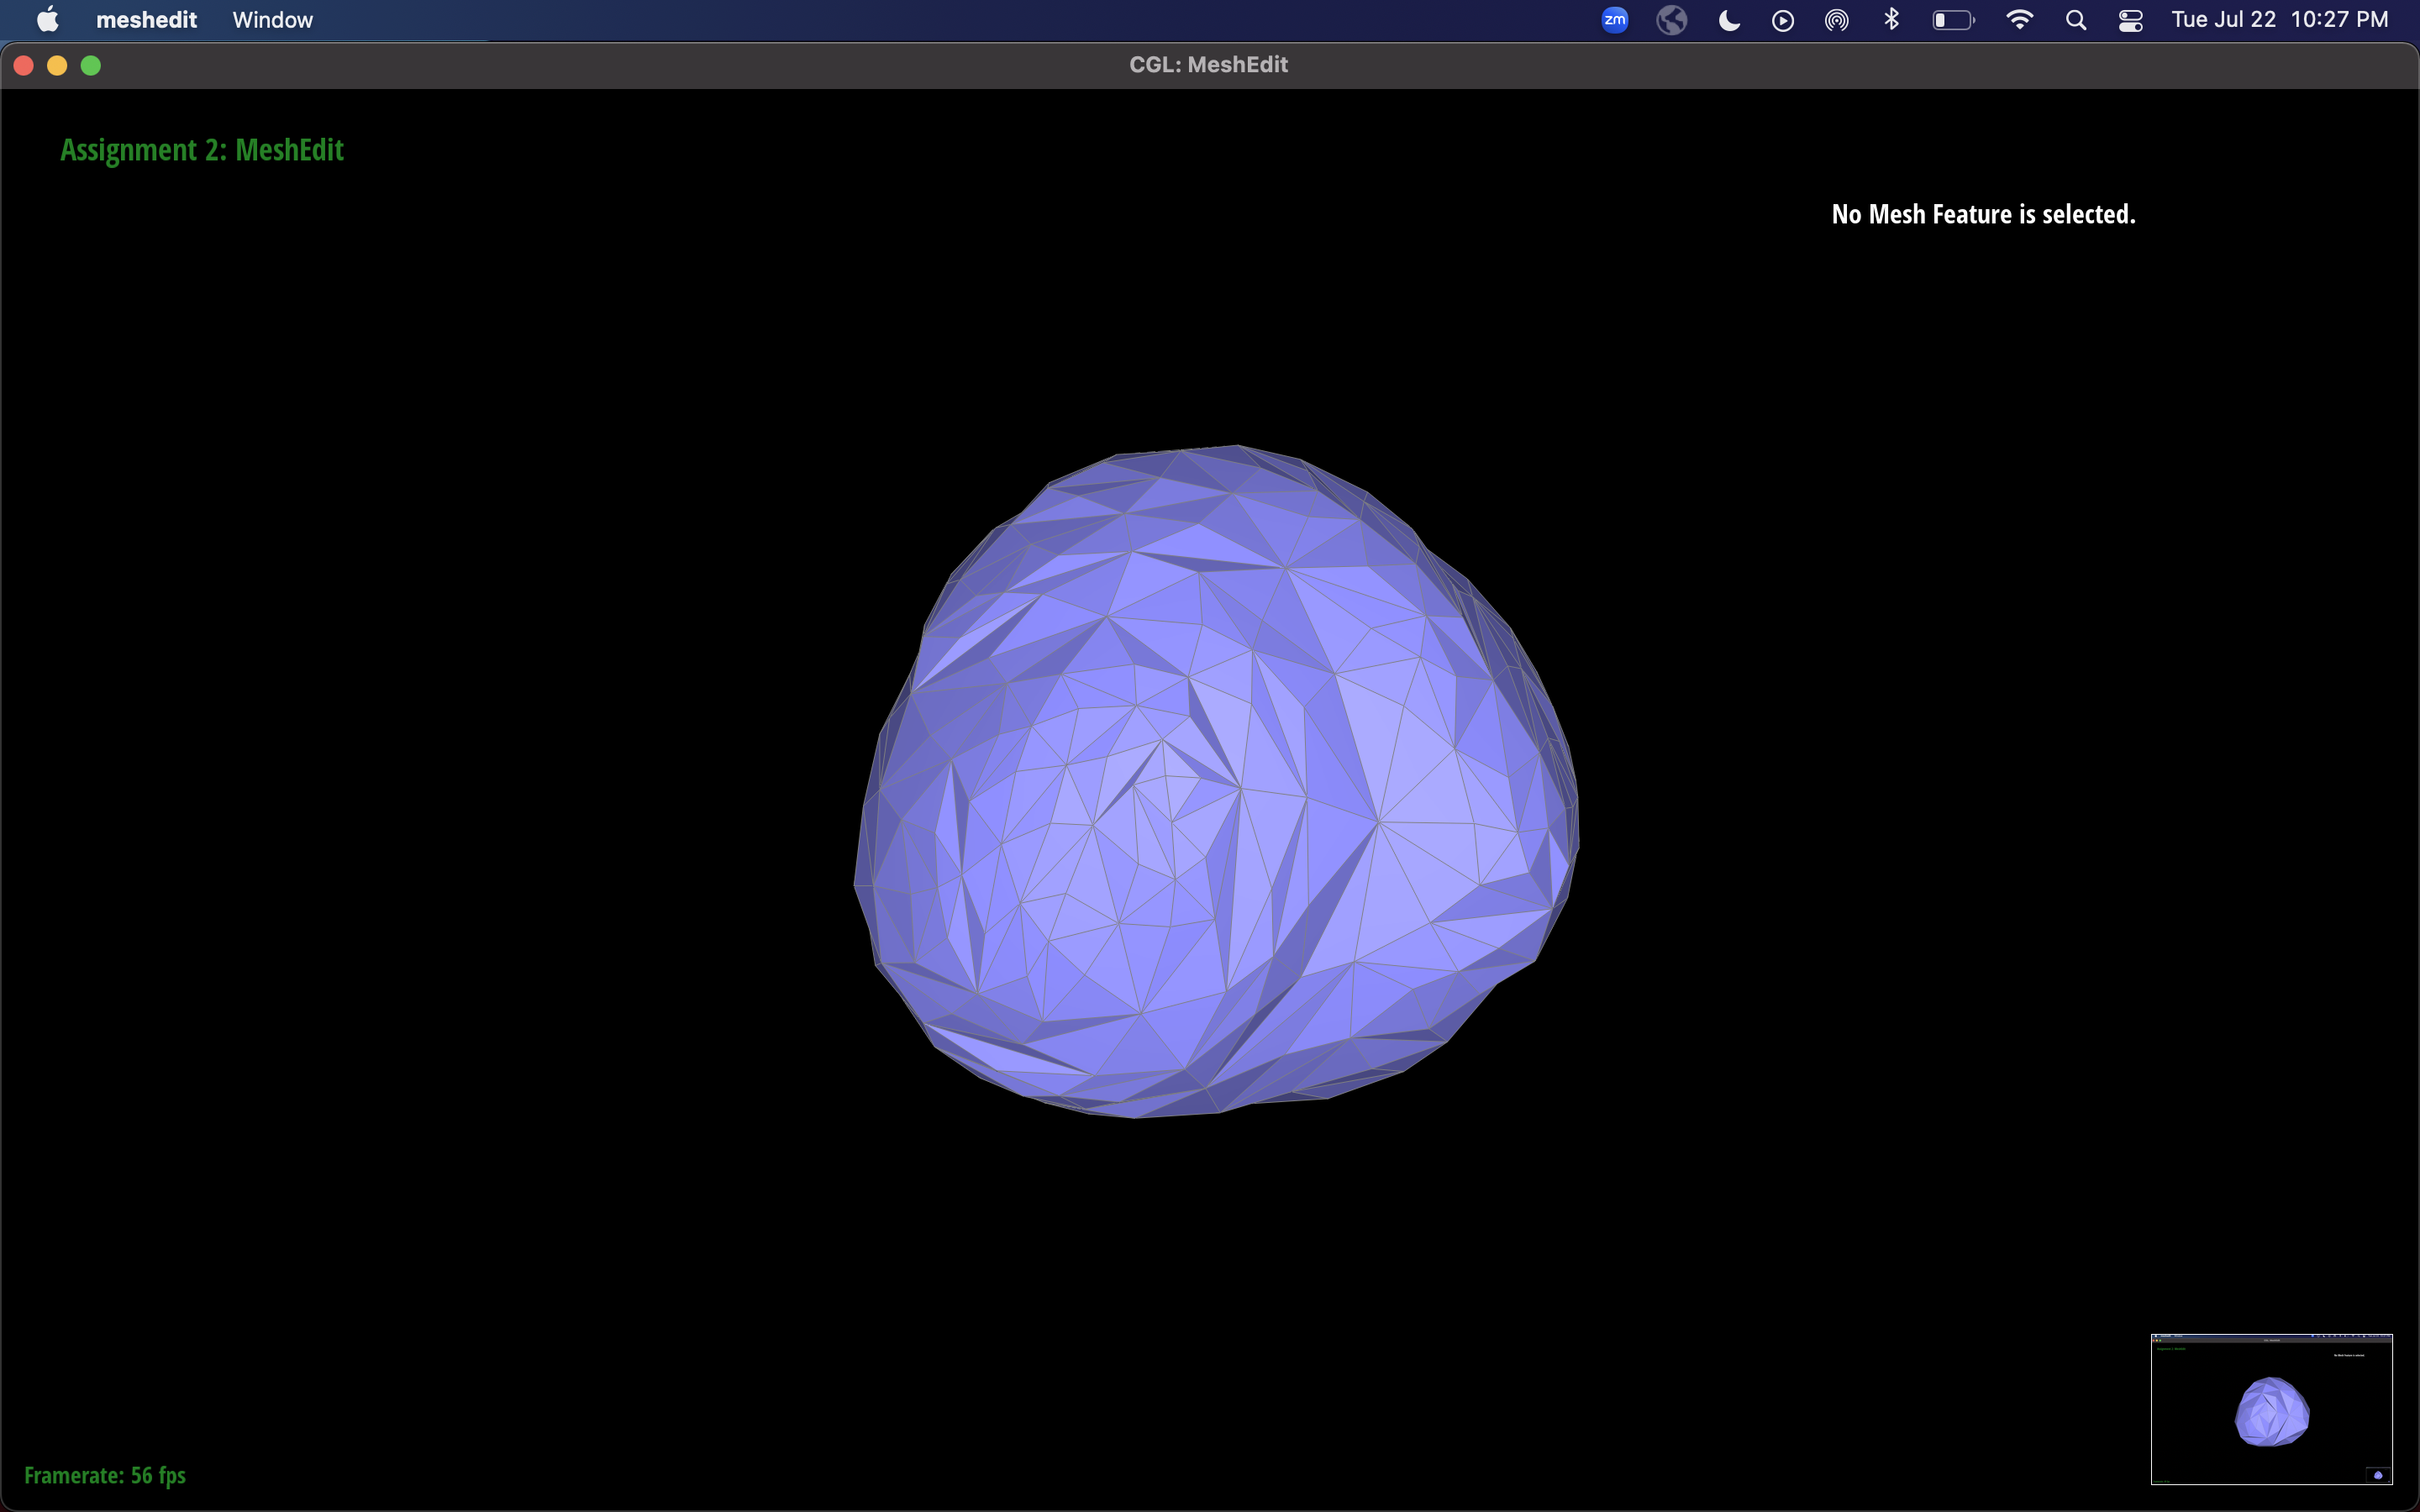 meshedit Window zm Tue Jul 22 10:27 PM
CGL: MeshEdit
Assignment 2: MeshEdit
No Mesh Feature is selected.
Framerate: 56 fps